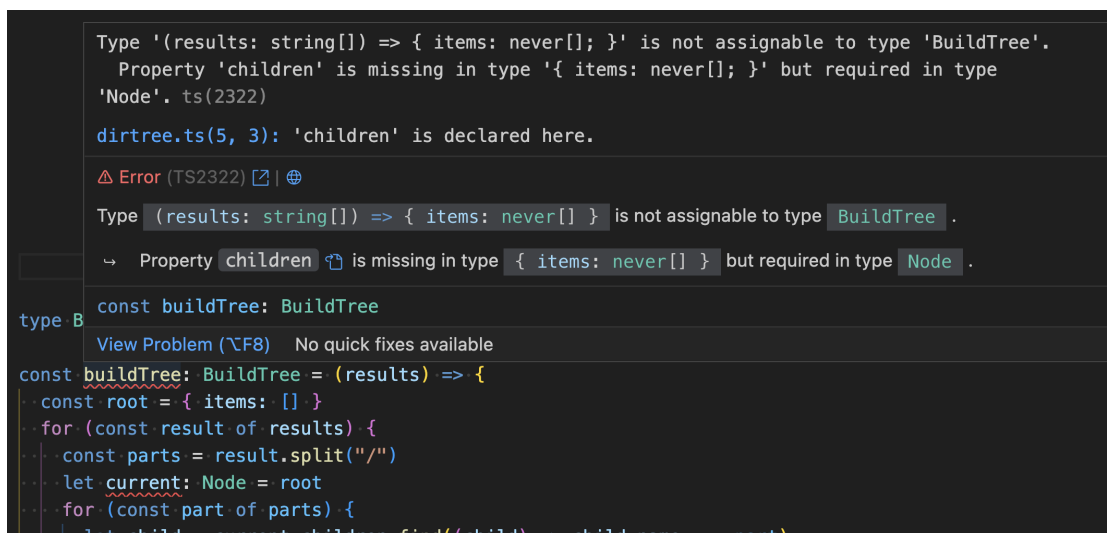 Type '(results: string[]) => { items: never[]; }' is not assignable to type 'BuildTree'.
Property 'children' is missing in type '{ items: never[]; }' but required in type
'Node'. ts(2322)
dirtree.ts(5, 3): 'children' is declared here.
Error (TS2322) |
Type (results: string[]) => { items: never[] } is not assignable to type BuildTree .
↪ Property children is missing in type { items: never[] } but required in type Node .
const buildTree: BuildTree
type B
View Problem (⌥F8) No quick fixes available
const buildTree: BuildTree = (results) => {
const root = { items: [] }
for (const result of results) {
const parts = result.split("/")
let current: Node = root
for (const part of parts) {